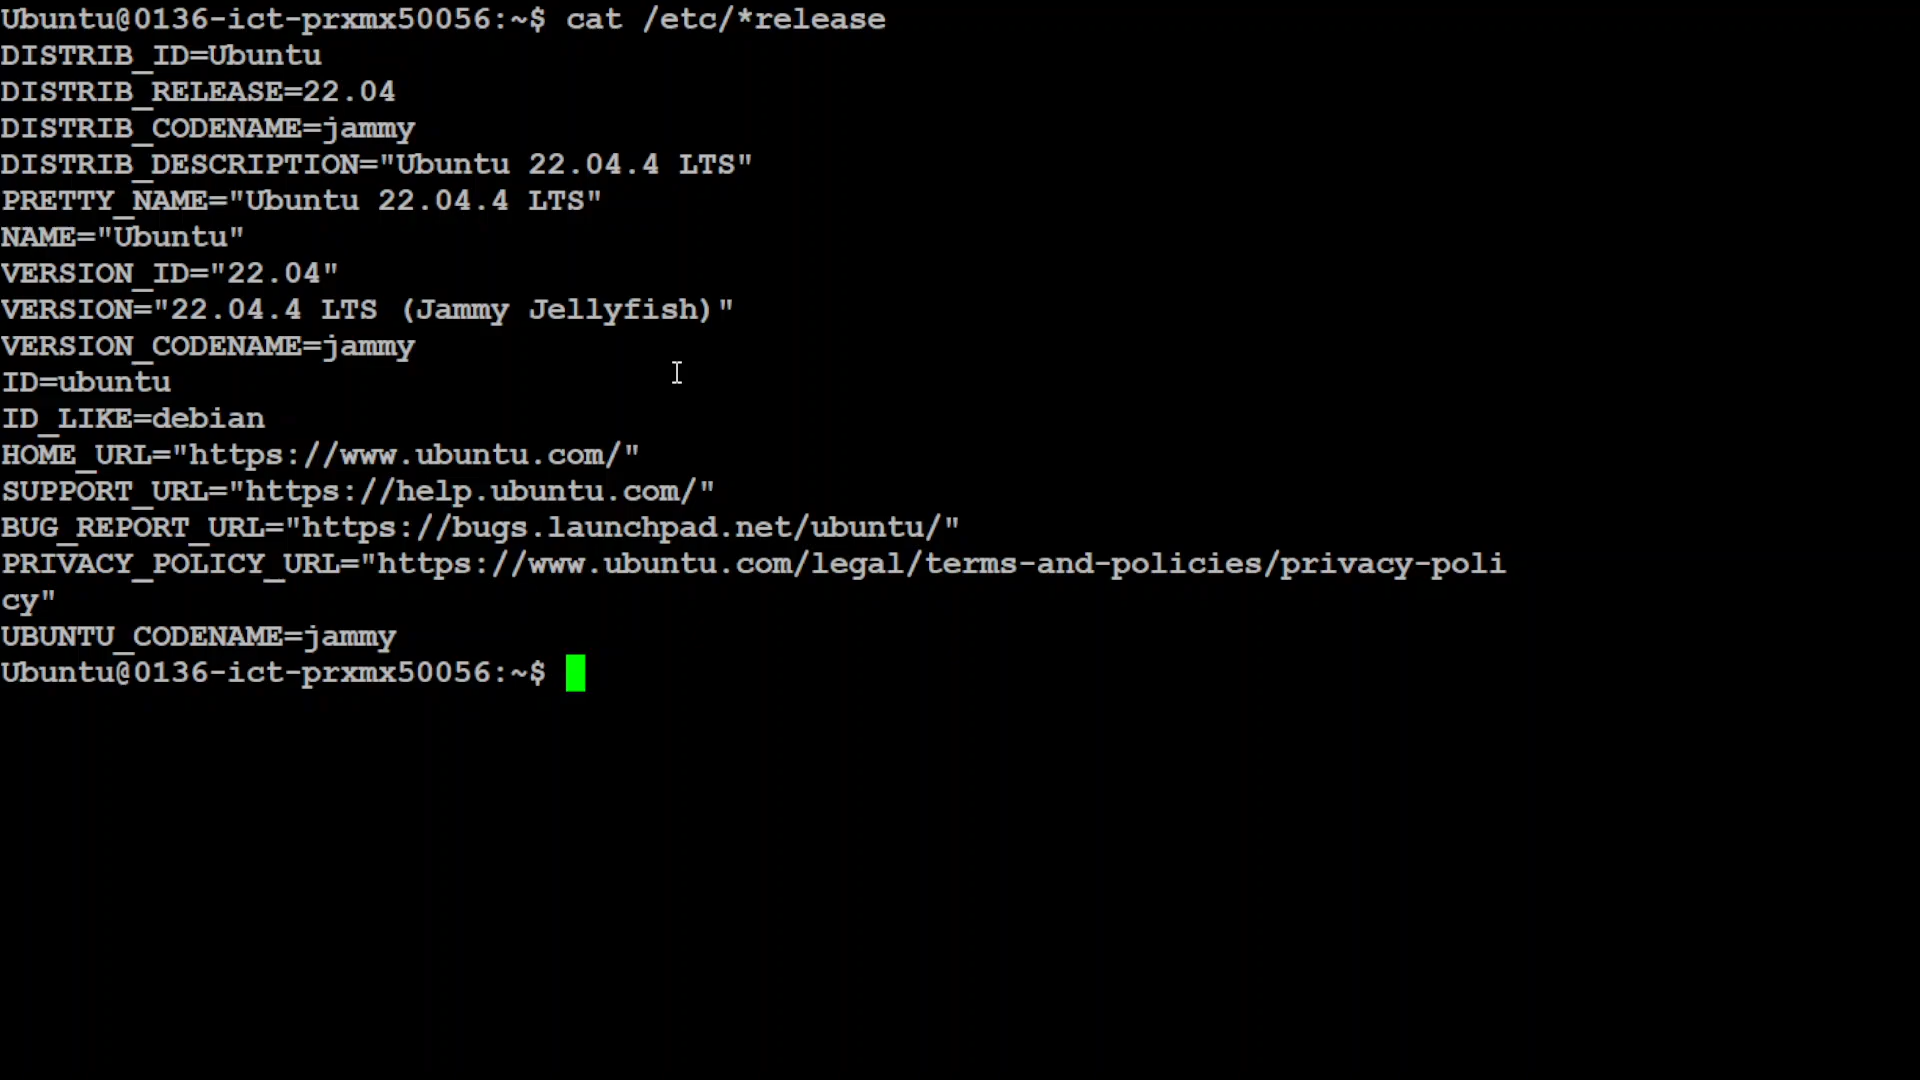 Ubuntu@0136-ict-prxmx50056:~$ cat /etc/*release
DISTRIB_ID=Ubuntu
DISTRIB_RELEASE=22.04
DISTRIB_CODENAME=jammy
DISTRIB_DESCRIPTION="Ubuntu 22.04.4 LTS"
PRETTY_NAME="Ubuntu 22.04.4 LTS"
NAME="Ubuntu"
VERSION_ID="22.04"
VERSION="22.04.4 LTS (Jammy Jellyfish)"
VERSION_CODENAME=jammy
ID=ubuntu
ID_LIKE=debian
HOME_URL="https://www.ubuntu.com/"
SUPPORT_URL="https://help.ubuntu.com/"
BUG_REPORT_URL="https://bugs.launchpad.net/ubuntu/"
PRIVACY_POLICY_URL="https://www.ubuntu.com/legal/terms-and-policies/privacy-poli
cy"
UBUNTU_CODENAME=jammy
Ubuntu@0136-ict-prxmx50056:~$